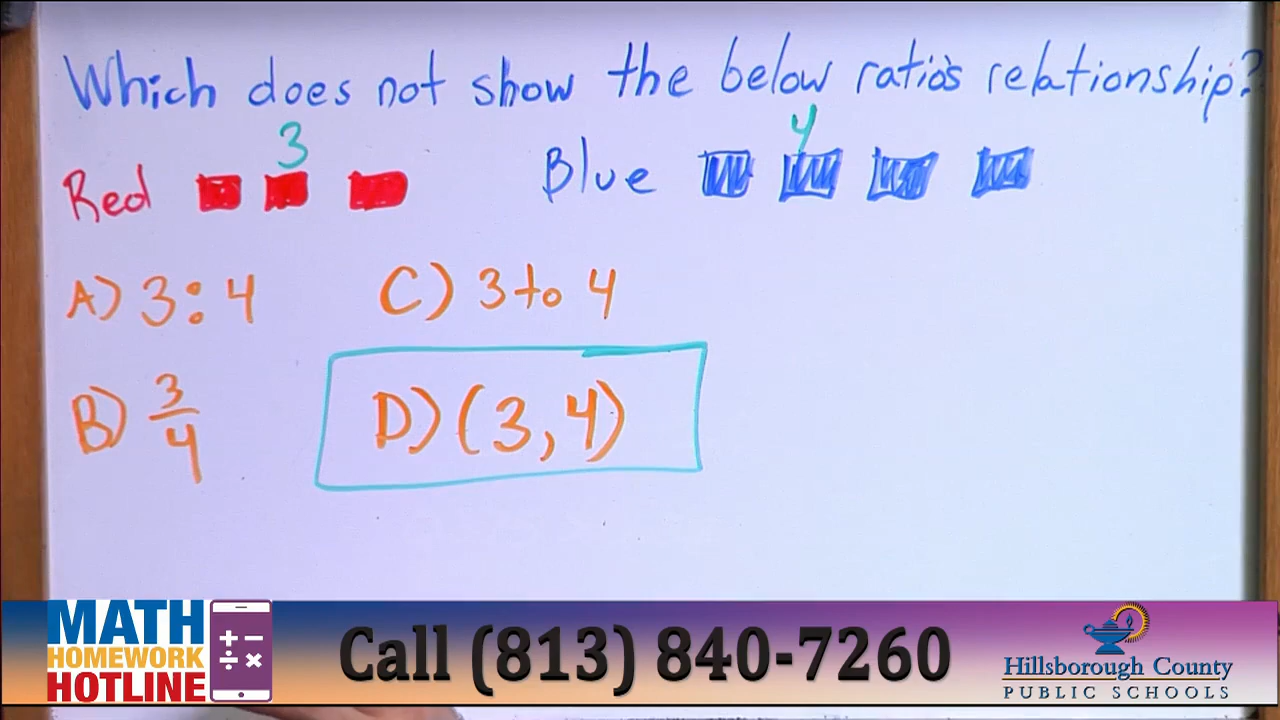 Which does not show the below ratio's relationship?
3 4
Red Blue
A) 3:4 C) 3 to 4
B) 3/4 D) (3,4)
MATH
HOMEWORK
HOTLINE
+ −
÷ ×
Call (813) 840-7260
Hillsborough County
PUBLIC SCHOOLS